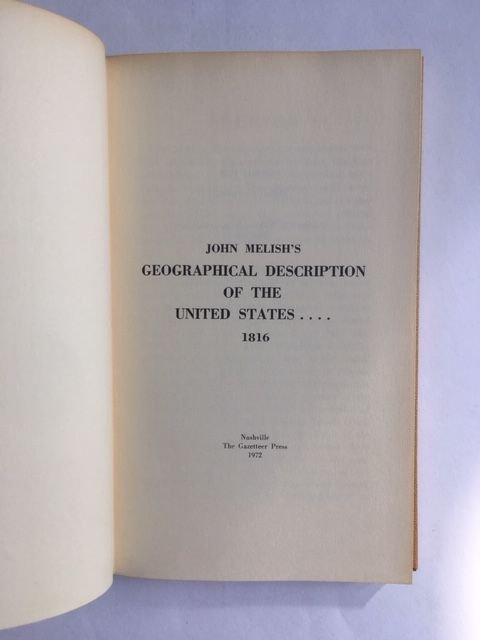 JOHN MELISH'S
GEOGRAPHICAL DESCRIPTION
OF THE
UNITED STATES ....
1816
Nashville
The Gazetteer Press
1972